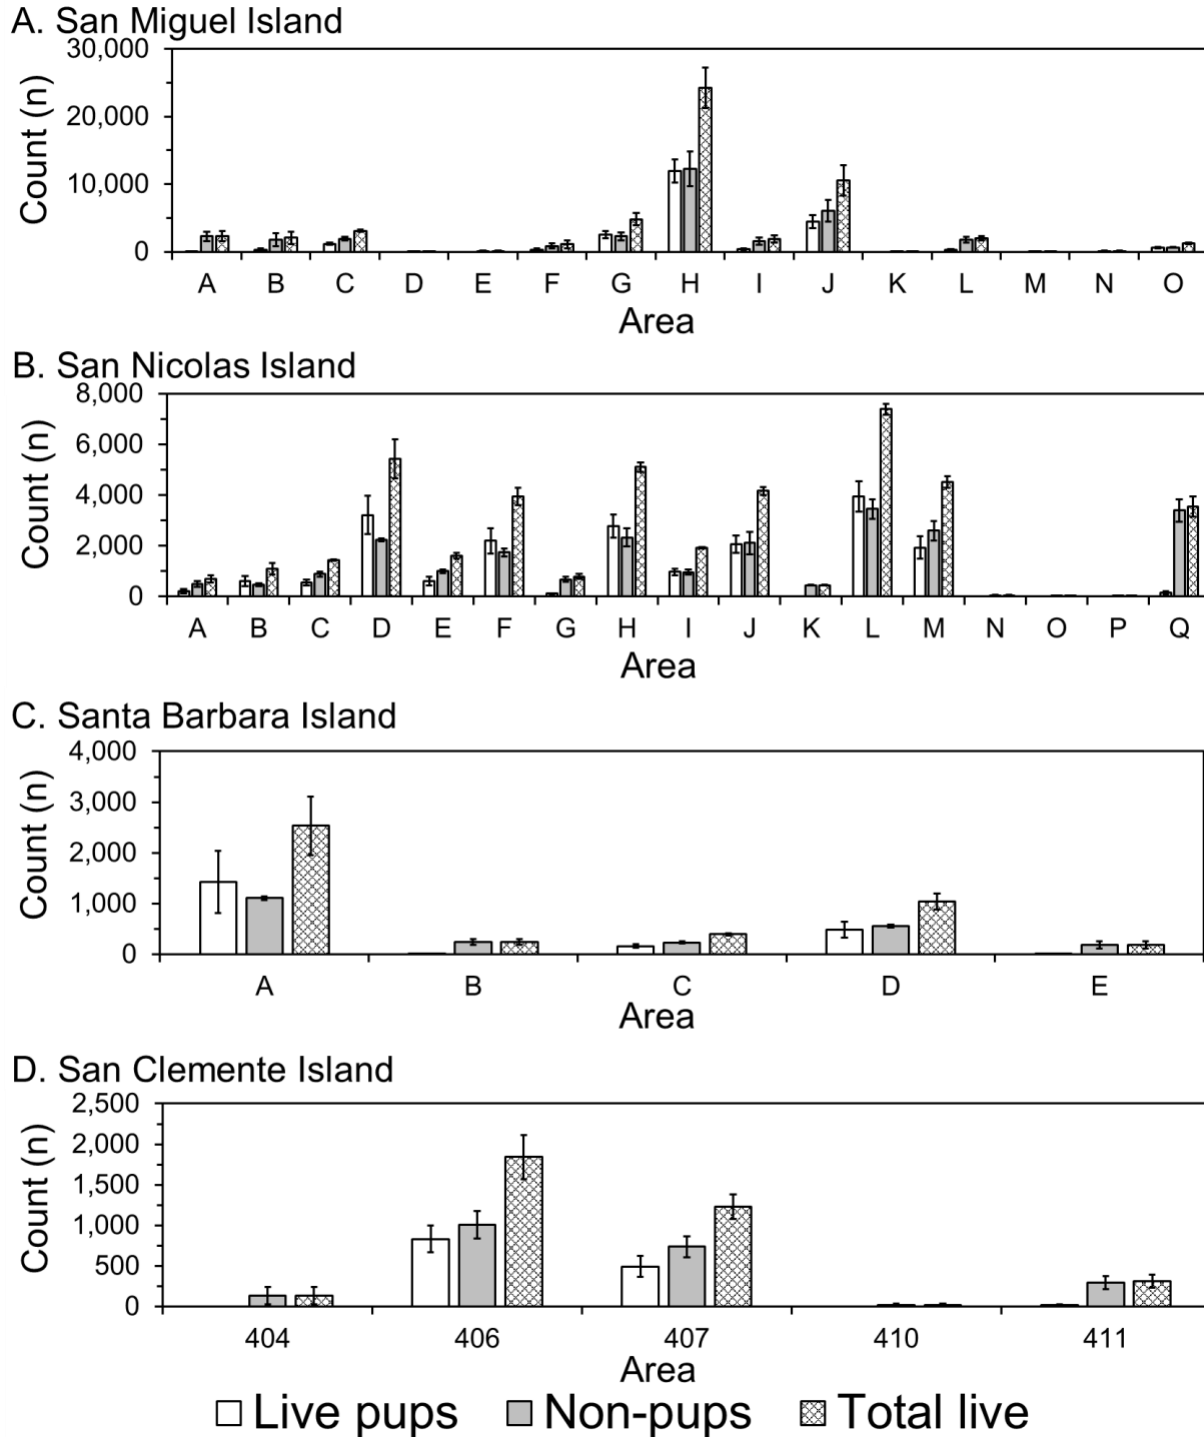 A. San Miguel Island
30,000
20,000
10,000
0
Count (n)
A B C D E F G H I J K L M N O
Area
B. San Nicolas Island
8,000
6,000
4,000
2,000
0
Count (n)
A B C D E F G H I J K L M N O P Q
Area
C. Santa Barbara Island
4,000
3,000
2,000
1,000
0
Count (n)
A B C D E
Area
D. San Clemente Island
2,500
2,000
1,500
1,000
500
0
Count (n)
404 406 407 410 411
Area
Live pups Non-pups Total live